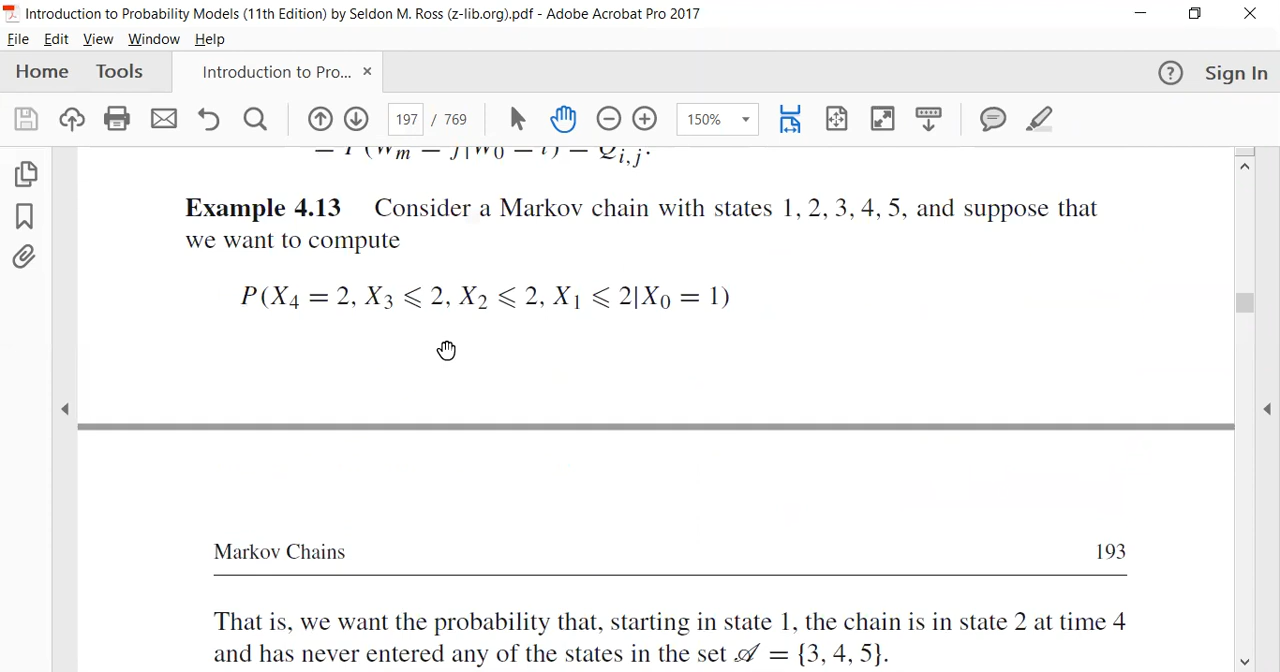 Introduction to Probability Models (11th Edition) by Seldon M. Ross (z-lib.org).pdf - Adobe Acrobat Pro 2017
File Edit View Window Help
Home Tools Introduction to Pro... × ? Sign In
197 / 769 150%
Example 4.13 Consider a Markov chain with states 1, 2, 3, 4, 5, and suppose that
we want to compute
P(X₄ = 2, X₃ ⩽ 2, X₂ ⩽ 2, X₁ ⩽ 2|X₀ = 1)
Markov Chains 193
That is, we want the probability that, starting in state 1, the chain is in state 2 at time 4
and has never entered any of the states in the set 𝒜 = {3, 4, 5}.